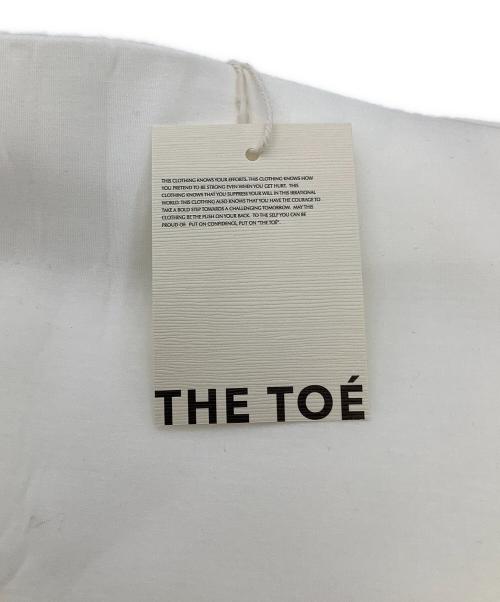 THIS CLOTHING KNOWS YOUR EFFORTS. THIS CLOTHING KNOWS HOW
YOU PRETEND TO BE STRONG EVEN WHEN YOU GET HURT. THIS
CLOTHING KNOWS THAT YOU SUPPRESS YOUR WILL IN THIS IRRATIONAL
WORLD. THIS CLOTHING ALSO KNOWS THAT YOU HAVE THE COURAGE TO
TAKE A BOLD STEP TOWARDS A CHALLENGING TOMORROW. MAY THIS
CLOTHING BE THE PUSH ON YOUR BACK. TO THE SELF YOU CAN BE
PROUD OF. PUT ON CONFIDENCE, PUT ON "THE TOÉ".
THE TOÉ